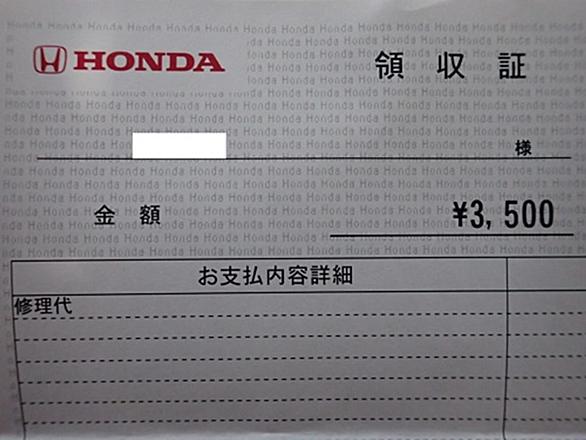 HONDA
領収証
様
金額 ¥3,500
お支払内容詳細
修理代